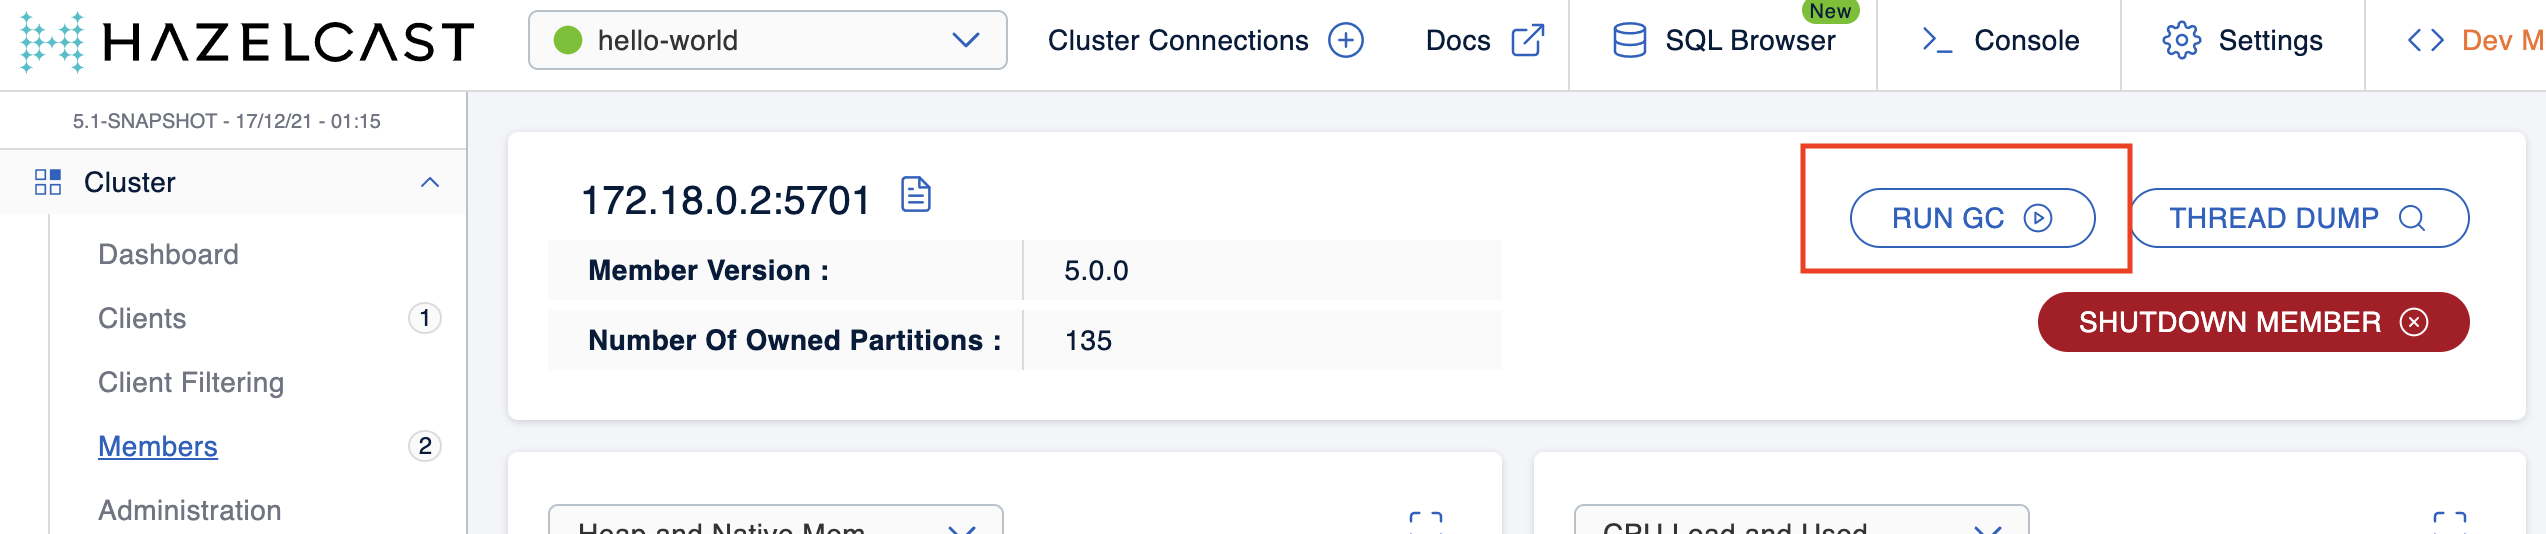 HAZELCAST
hello-world
Cluster Connections
Docs
SQL Browser
New
Console
Settings
Dev M
5.1-SNAPSHOT - 17/12/21 - 01:15
Cluster
Dashboard
Clients 1
Client Filtering
Members 2
Administration
172.18.0.2:5701
Member Version : 5.0.0
Number Of Owned Partitions : 135
RUN GC
THREAD DUMP
SHUTDOWN MEMBER
Heap and Native Mem
CPU Load and Used